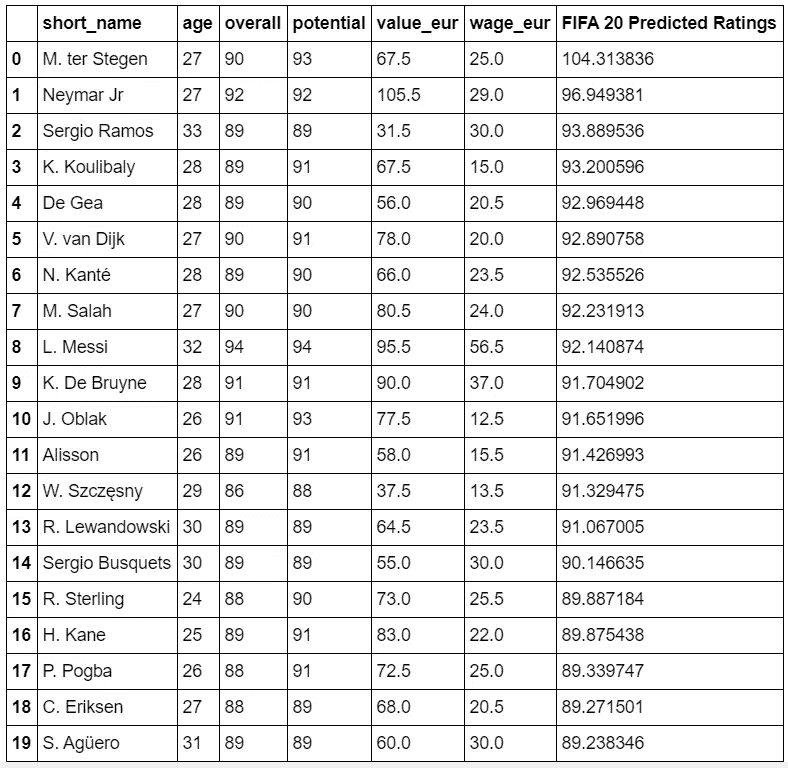 short_name age overall potential value_eur wage_eur FIFA 20 Predicted Ratings
0 M. ter Stegen 27 90 93 67.5 25.0 104.313836
1 Neymar Jr 27 92 92 105.5 29.0 96.949381
2 Sergio Ramos 33 89 89 31.5 30.0 93.889536
3 K. Koulibaly 28 89 91 67.5 15.0 93.200596
4 De Gea 28 89 90 56.0 20.5 92.969448
5 V. van Dijk 27 90 91 78.0 20.0 92.890758
6 N. Kanté 28 89 90 66.0 23.5 92.535526
7 M. Salah 27 90 90 80.5 24.0 92.231913
8 L. Messi 32 94 94 95.5 56.5 92.140874
9 K. De Bruyne 28 91 91 90.0 37.0 91.704902
10 J. Oblak 26 91 93 77.5 12.5 91.651996
11 Alisson 26 89 91 58.0 15.5 91.426993
12 W. Szczęsny 29 86 88 37.5 13.5 91.329475
13 R. Lewandowski 30 89 89 64.5 23.5 91.067005
14 Sergio Busquets 30 89 89 55.0 30.0 90.146635
15 R. Sterling 24 88 90 73.0 25.5 89.887184
16 H. Kane 25 89 91 83.0 22.0 89.875438
17 P. Pogba 26 88 91 72.5 25.0 89.339747
18 C. Eriksen 27 88 89 68.0 20.5 89.271501
19 S. Agüero 31 89 89 60.0 30.0 89.238346